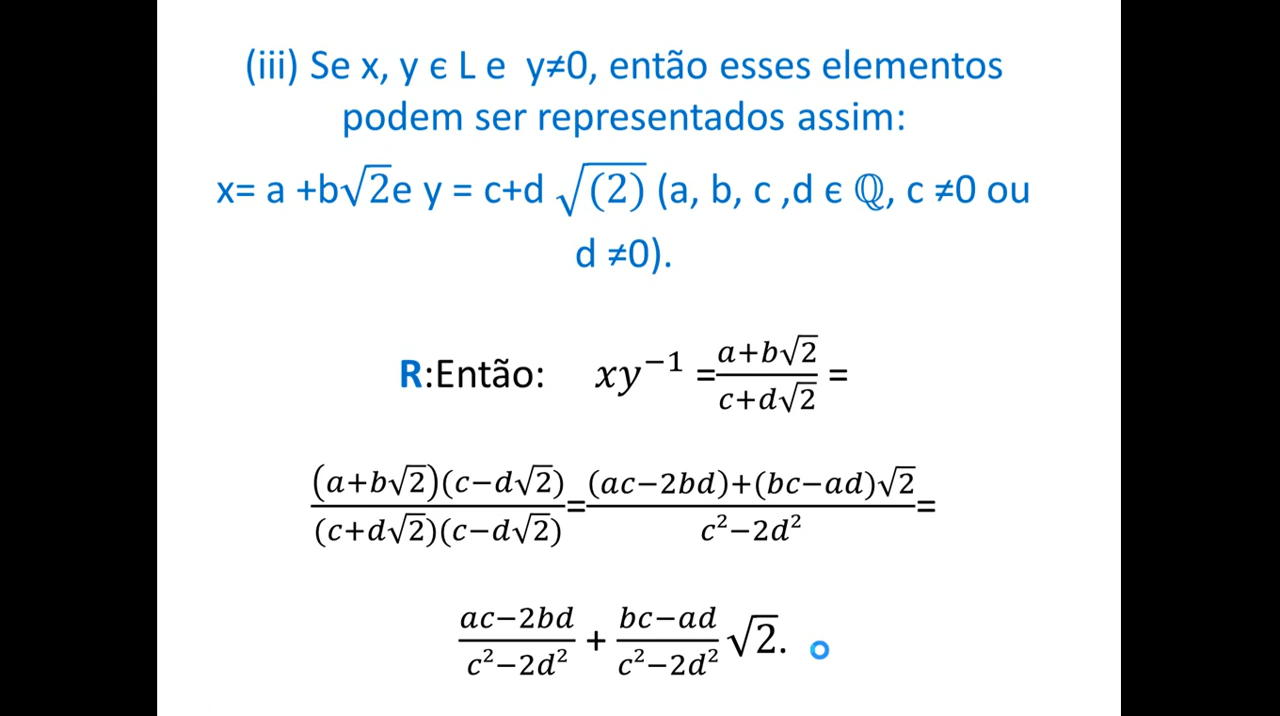 (iii) Se x, y є L e y≠0, então esses elementos
podem ser representados assim:
x= a +b√2e y = c+d √(2) (a, b, c ,d є ℚ, c ≠0 ou
d ≠0).
R:Então: xy⁻¹ =(a+b√2)/(c+d√2) =
((a+b√2)(c−d√2))/((c+d√2)(c−d√2))=((ac−2bd)+(bc−ad)√2)/(c²−2d²)=
(ac−2bd)/(c²−2d²) + (bc−ad)/(c²−2d²) √2.